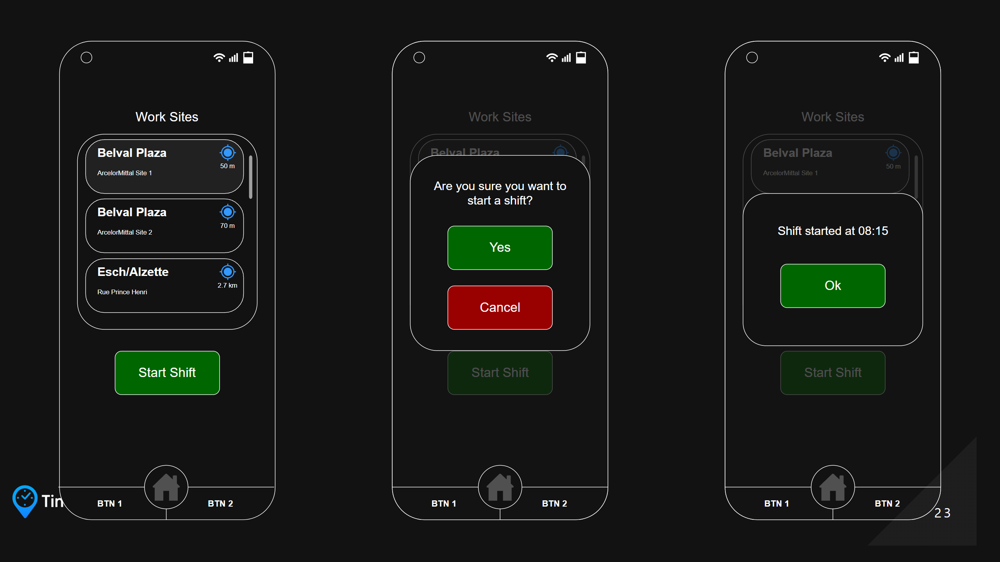 Work Sites
Belval Plaza
50 m
ArcelorMittal Site 1
Belval Plaza
70 m
ArcelorMittal Site 2
Esch/Alzette
2.7 km
Rue Prince Henri
Start Shift
BTN 1
BTN 2
Work Sites
Belval Plaza
Are you sure you want to
start a shift?
Yes
Cancel
Start Shift
BTN 1
BTN 2
Work Sites
Belval Plaza
50 m
ArcelorMittal Site 1
Shift started at 08:15
Ok
Start Shift
BTN 1
BTN 2
23